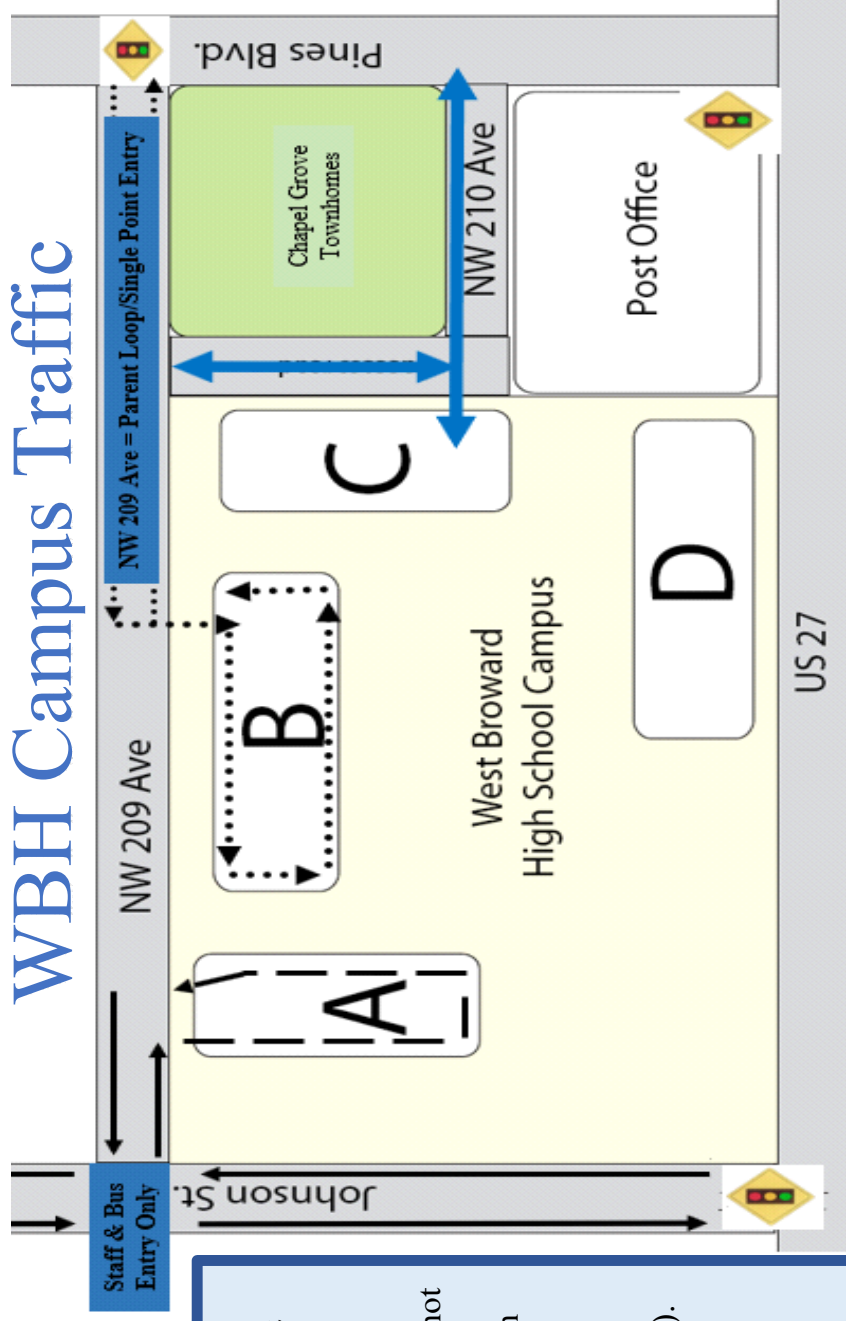 WBH Campus Traffic
Staff & Bus
Entry Only
NW 209 Ave
NW 209 Ave = Parent Loop/Single Point Entry
Johnson St.
A
B
C
D
West Broward
High School Campus
Chapel Grove
Townhomes
NW 210 Ave
Pines Blvd.
Post Office
US 27
not
).